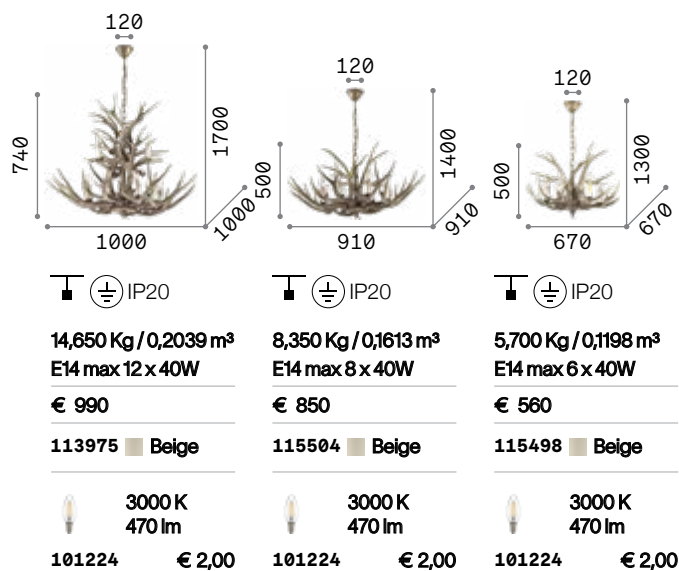 120
740
1700
1000
1000
IP20
14,650 Kg / 0,2039 m³
E14 max 12 x 40W
€ 990
113975 Beige
3000 K
470 lm
101224 € 2,00
120
500
1400
910
910
IP20
8,350 Kg / 0,1613 m³
E14 max 8 x 40W
€ 850
115504 Beige
3000 K
470 lm
101224 € 2,00
120
500
1300
670
670
IP20
5,700 Kg / 0,1198 m³
E14 max 6 x 40W
€ 560
115498 Beige
3000 K
470 lm
101224 € 2,00